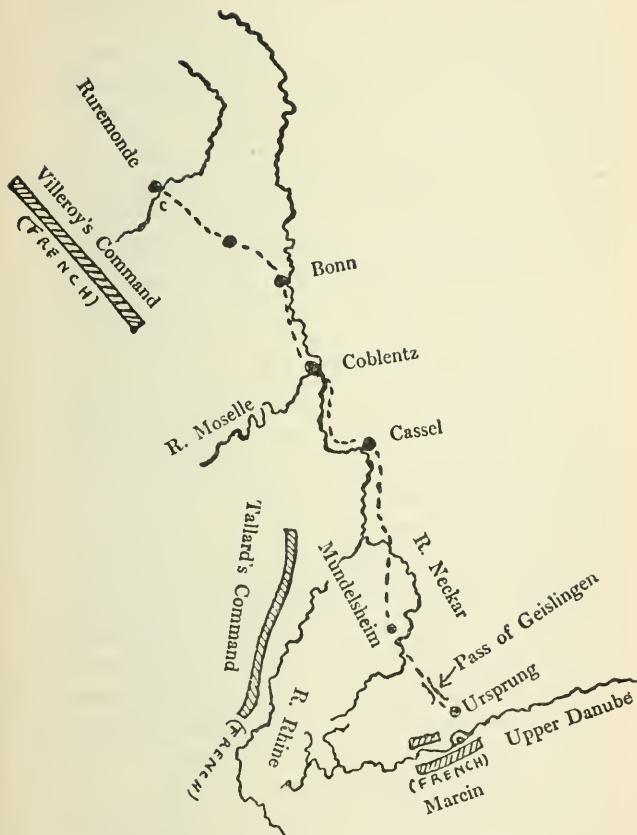 Ruremonde
Villeroy's Command
(FRENCH)
c
Bonn
Coblentz
R. Moselle
Cassel
Tallard's Command
(FRENCH)
Mundelsheim
R. Neckar
Pass of Geislingen
Ursprung
R. Rhine
Upper Danube
(FRENCH)
Marcin